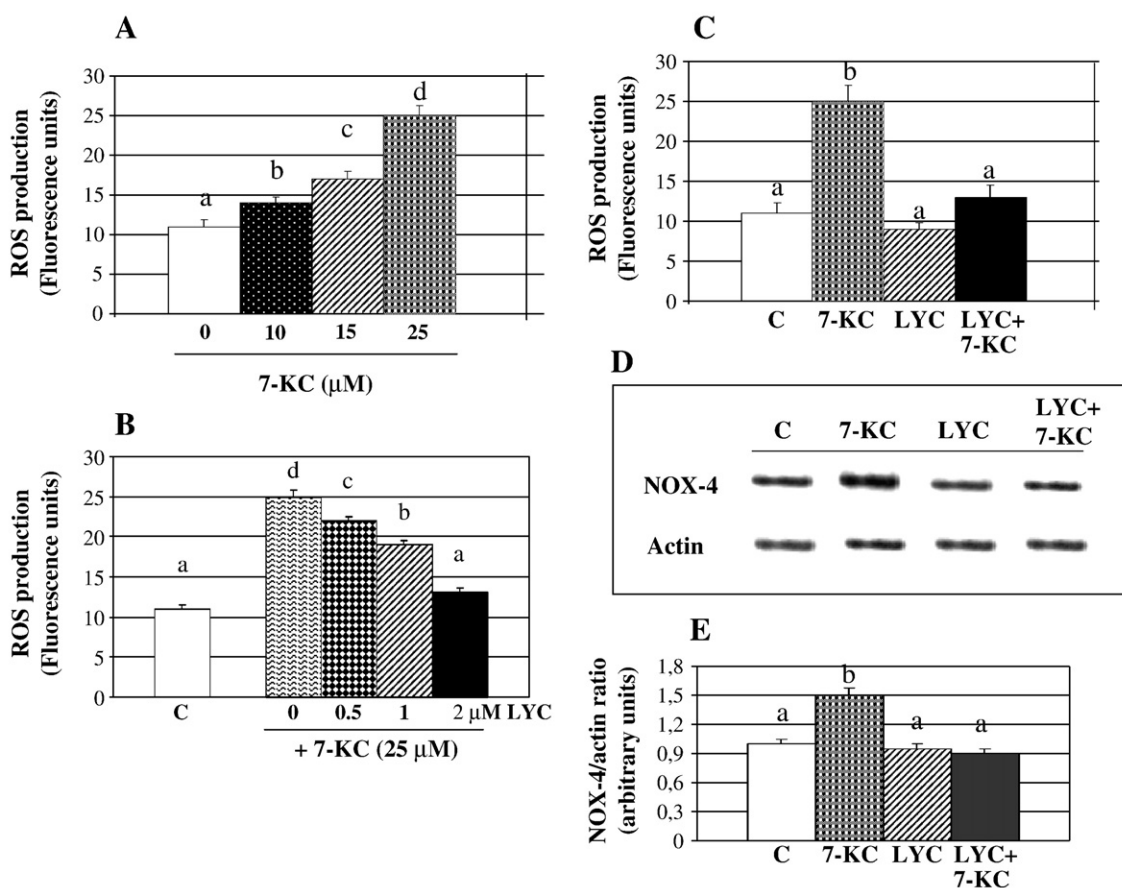 A
ROS production
(Fluorescence units)
30
25
20
15
10
5
0
a
b
c
d
0 10 15 25
7-KC (μM)
B
ROS production
(Fluorescence units)
30
25
20
15
10
5
0
a
d
c
b
a
C 0 0.5 1 2 μM LYC
+ 7-KC (25 μM)
C
ROS production
(Fluorescence units)
30
25
20
15
10
5
0
a
b
a
a
C 7-KC LYC LYC+
7-KC
D
C 7-KC LYC LYC+
7-KC
NOX-4
Actin
E
NOX-4/actin ratio
(arbitrary units)
1,8
1,5
1,2
0,9
0,6
0,3
0
a
b
a
a
C 7-KC LYC LYC+
7-KC